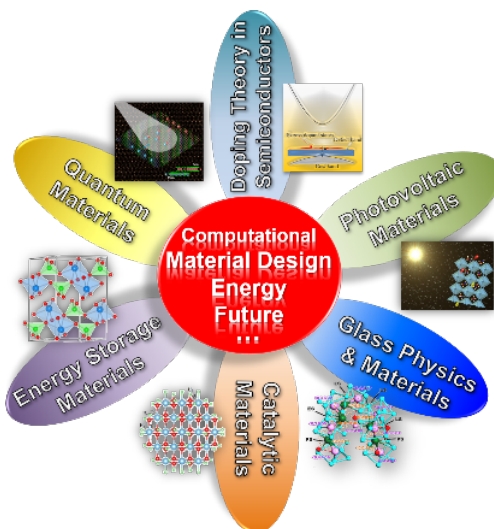 Doping Theory in
Semiconductors
Quantum
Materials
Photovoltaic
Materials
Computational
Material Design
Energy
Future
...
Energy Storage
Materials
Glass Physics
& Materials
Catalytic
Materials